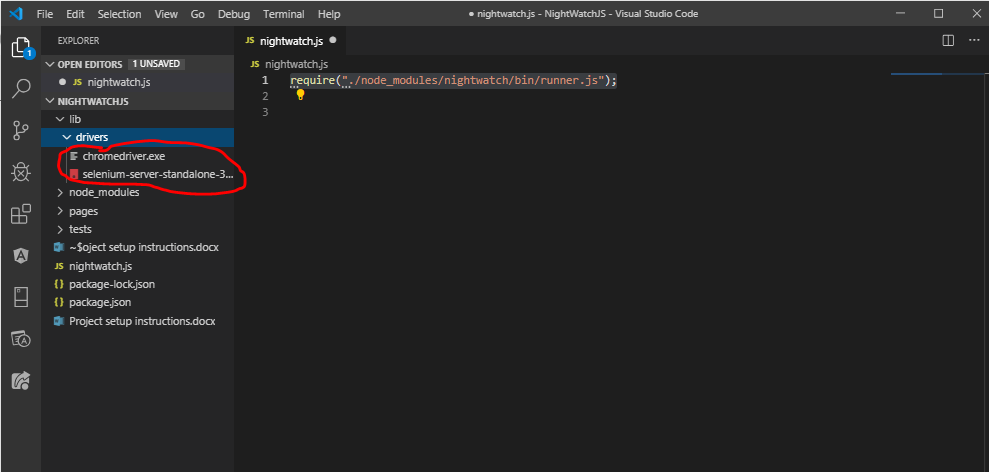 File Edit Selection View Go Debug Terminal Help ● nightwatch.js - NightWatchJS - Visual Studio Code
EXPLORER
JS nightwatch.js
1
OPEN EDITORS 1 UNSAVED
JS nightwatch.js
JS nightwatch.js
1 require("./node_modules/nightwatch/bin/runner.js");
2
3
NIGHTWATCHJS
lib
drivers
chromedriver.exe
selenium-server-standalone-3...
node_modules
pages
tests
~$oject setup instructions.docx
JS nightwatch.js
{ } package-lock.json
{ } package.json
Project setup instructions.docx